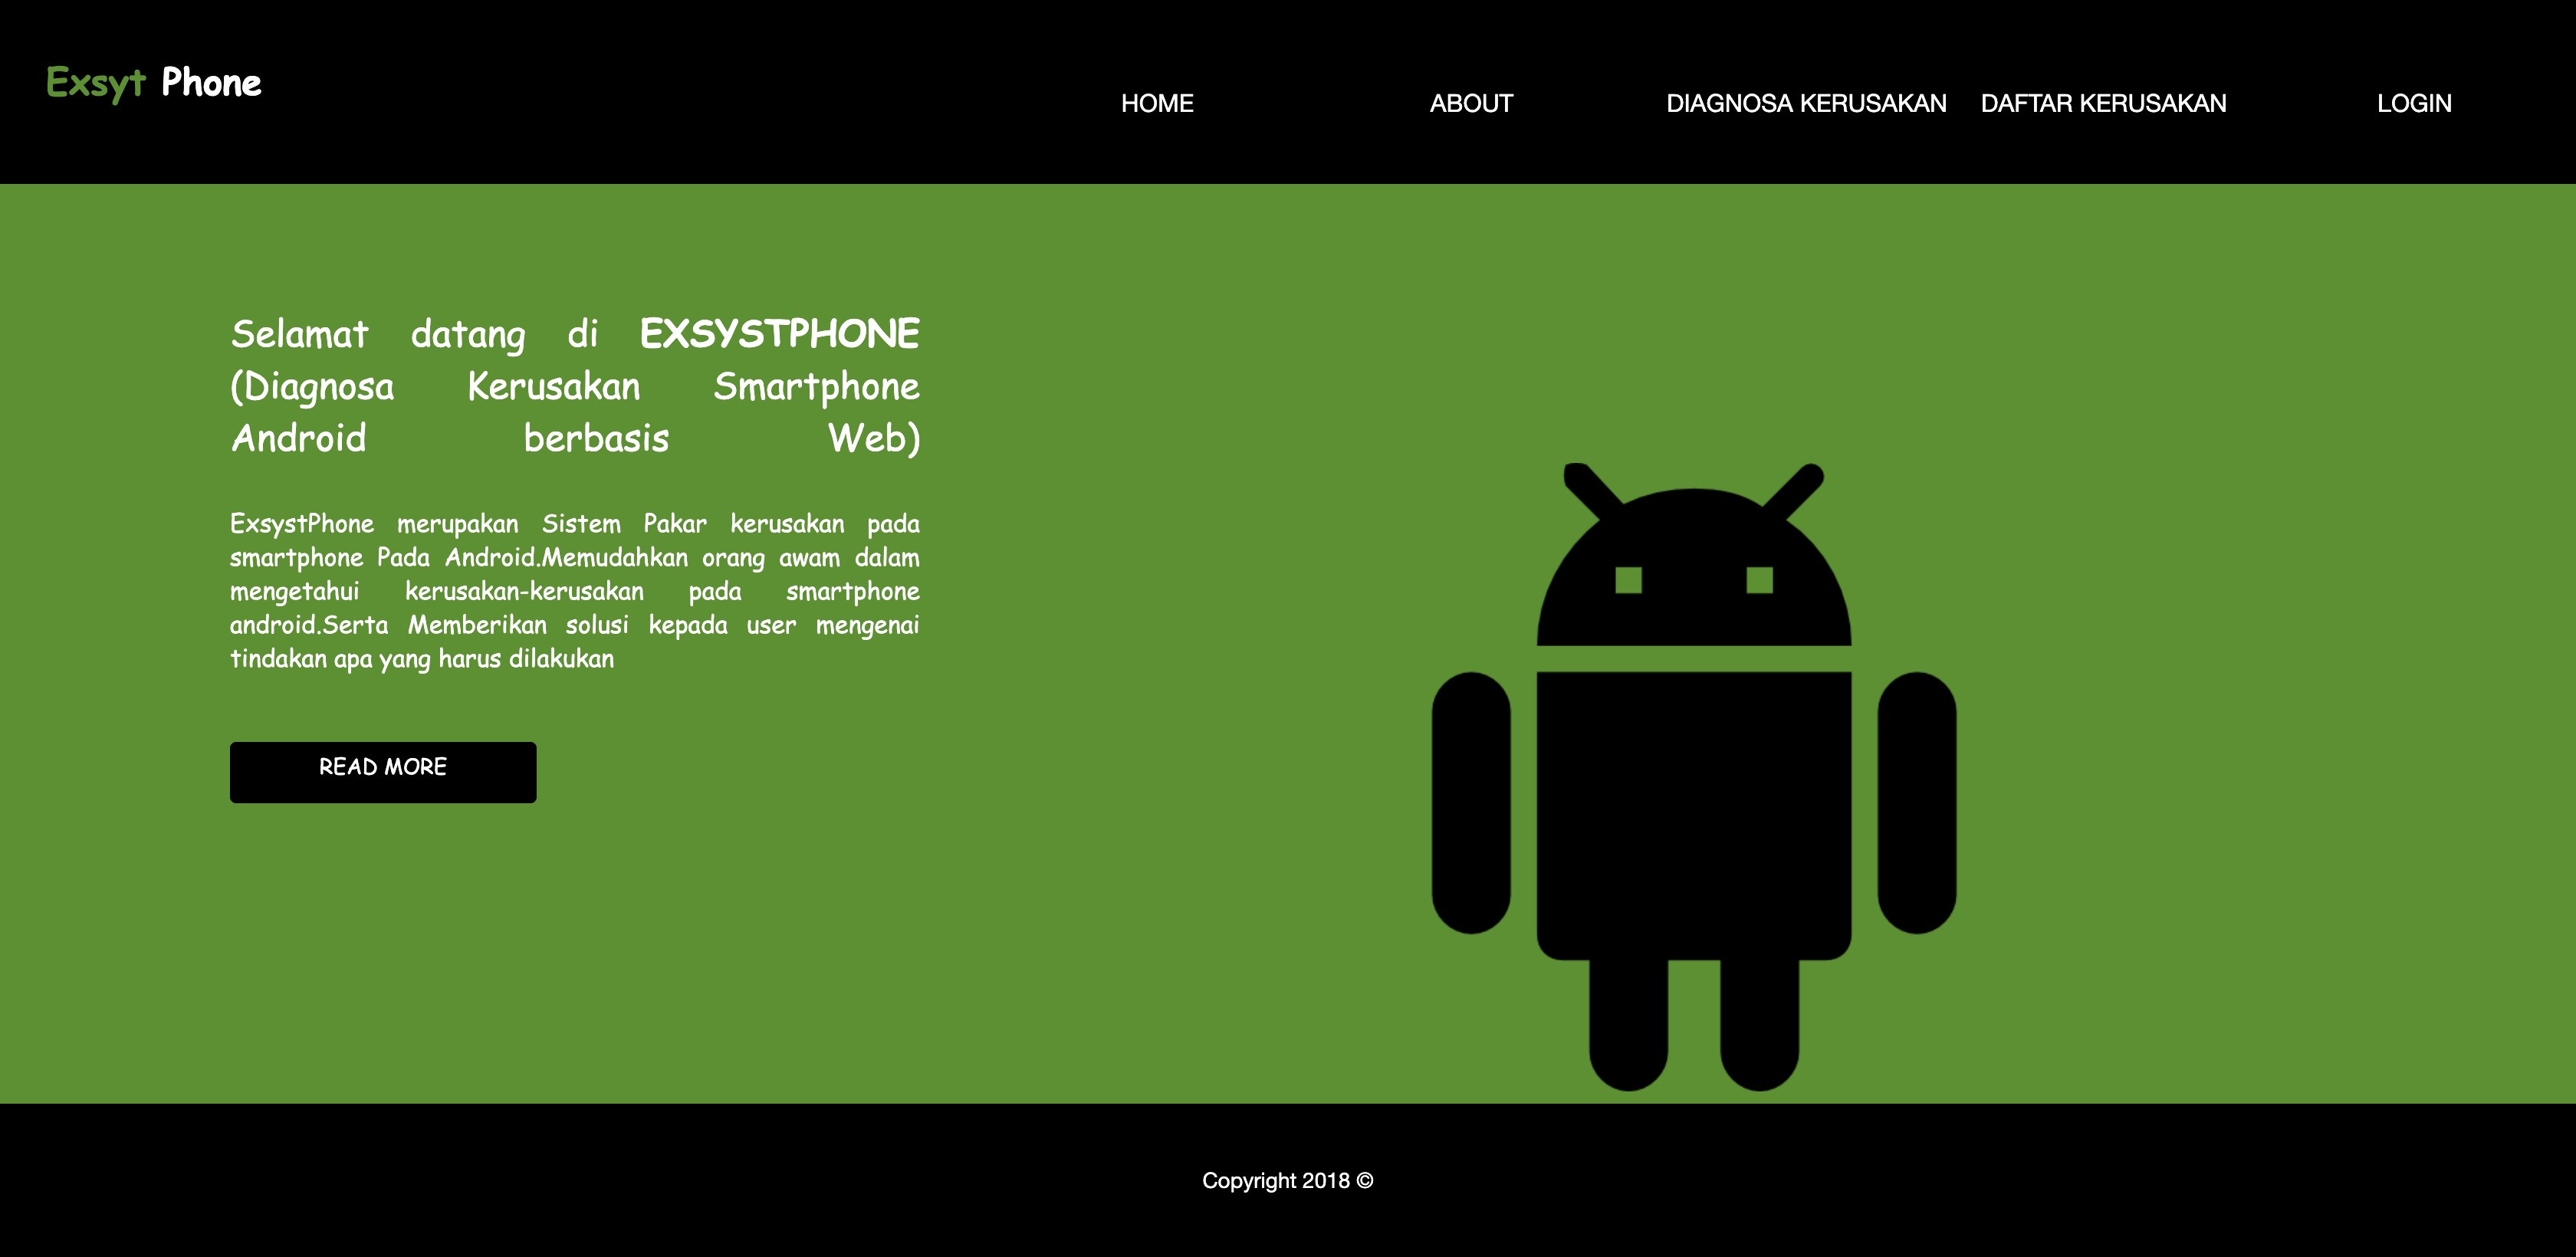 Exsyt Phone
HOME ABOUT DIAGNOSA KERUSAKAN DAFTAR KERUSAKAN LOGIN
Selamat datang di EXSYSTPHONE
(Diagnosa Kerusakan Smartphone
Android berbasis Web)
ExsystPhone merupakan Sistem Pakar kerusakan pada
smartphone Pada Android.Memudahkan orang awam dalam
mengetahui kerusakan-kerusakan pada smartphone
android.Serta Memberikan solusi kepada user mengenai
tindakan apa yang harus dilakukan
READ MORE
Copyright 2018 ©